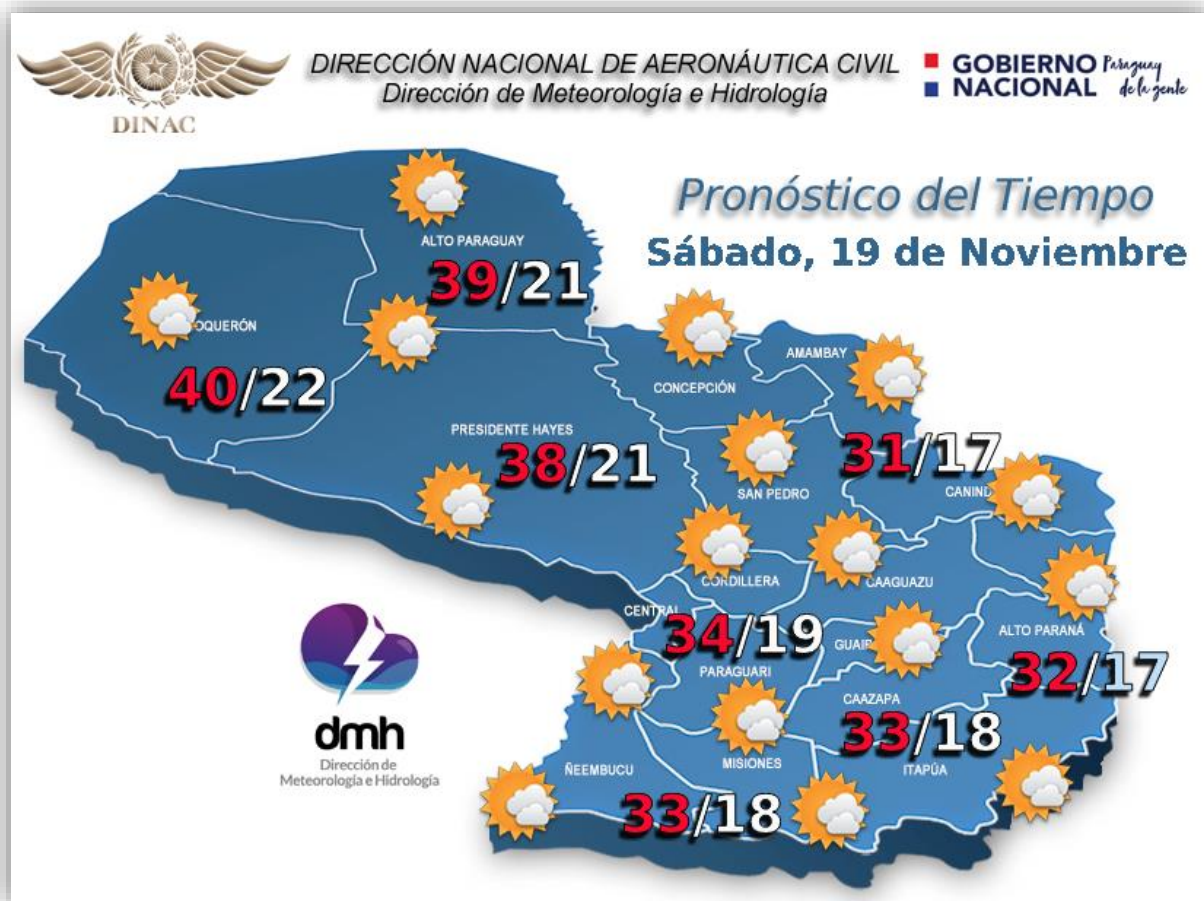 DIRECCIÓN NACIONAL DE AERONÁUTICA CIVIL
Dirección de Meteorología e Hidrología
GOBIERNO
NACIONAL
Paraguay
de la gente
DINAC
Pronóstico del Tiempo
Sábado, 19 de Noviembre
ALTO PARAGUAY
39/21
OQUERÓN
40/22
AMAMBAY
CONCEPCIÓN
PRESIDENTE HAYES
38/21
31/17
SAN PEDRO
CANIND
CORDILLERA
CAAGUAZU
CENTRAL
34/19
GUAIR
ALTO PARANÁ
32/17
PARAGUARI
CAAZAPA
33/18
ÑEEMBUCU
MISIONES
ITAPÚA
33/18
dmh
Dirección de
Meteorología e Hidrología